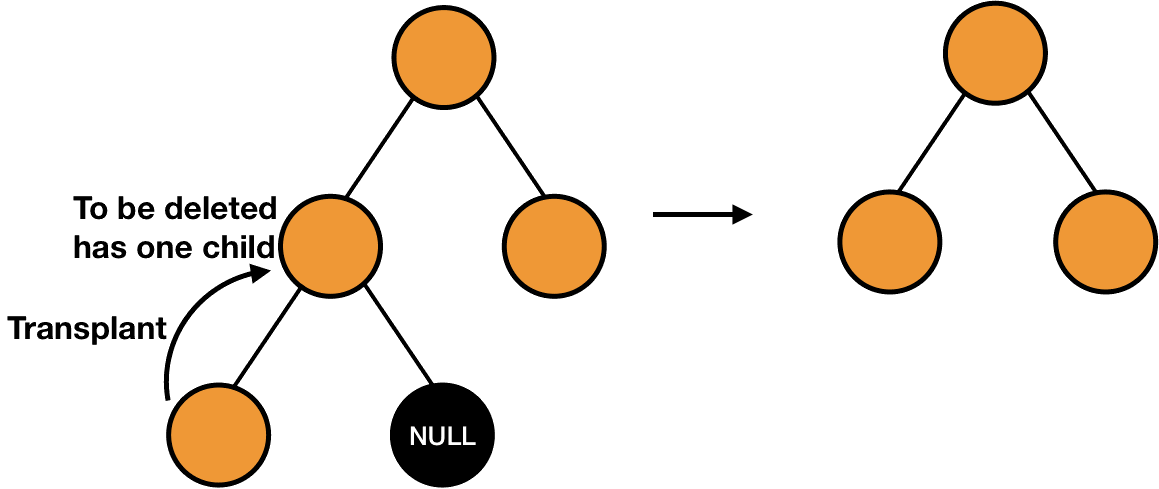 To be deleted
has one child
Transplant
NULL